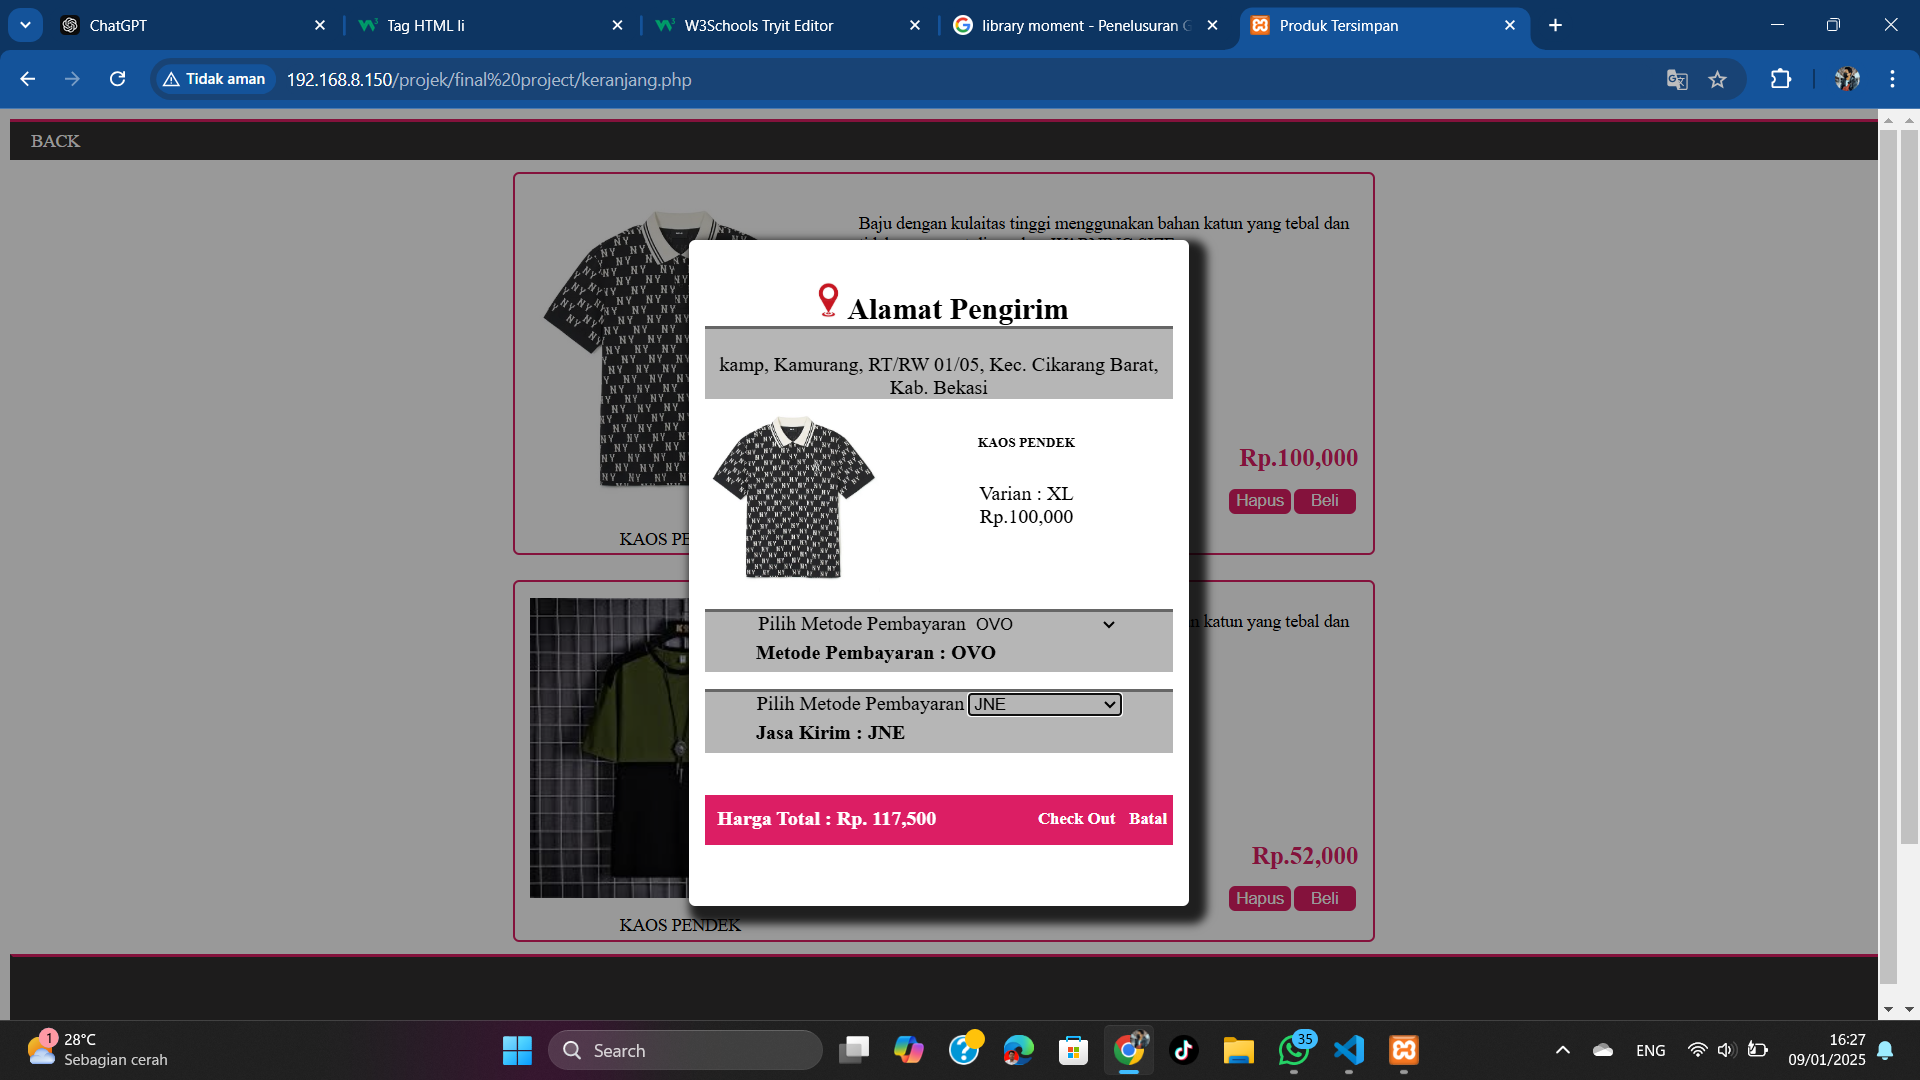 ChatGPT
Tag HTML li
W3Schools Tryit Editor
library moment - Penelusuran G
Produk Tersimpan
Tidak aman
192.168.8.150/projek/final%20project/keranjang.php
BACK
Baju dengan kulaitas tinggi menggunakan bahan katun yang tebal dan
Alamat Pengirim
kamp, Kamurang, RT/RW 01/05, Kec. Cikarang Barat,
Kab. Bekasi
KAOS PENDEK
Varian : XL
Rp.100,000
Rp.100,000
Hapus Beli
KAOS PE
Pilih Metode Pembayaran OVO
Metode Pembayaran : OVO
katun yang tebal dan
Pilih Metode Pembayaran JNE
Jasa Kirim : JNE
Harga Total : Rp. 117,500
Check Out Batal
Rp.52,000
Hapus Beli
KAOS PENDEK
1
28°C
Sebagian cerah
Search
35
ENG
16:27
09/01/2025